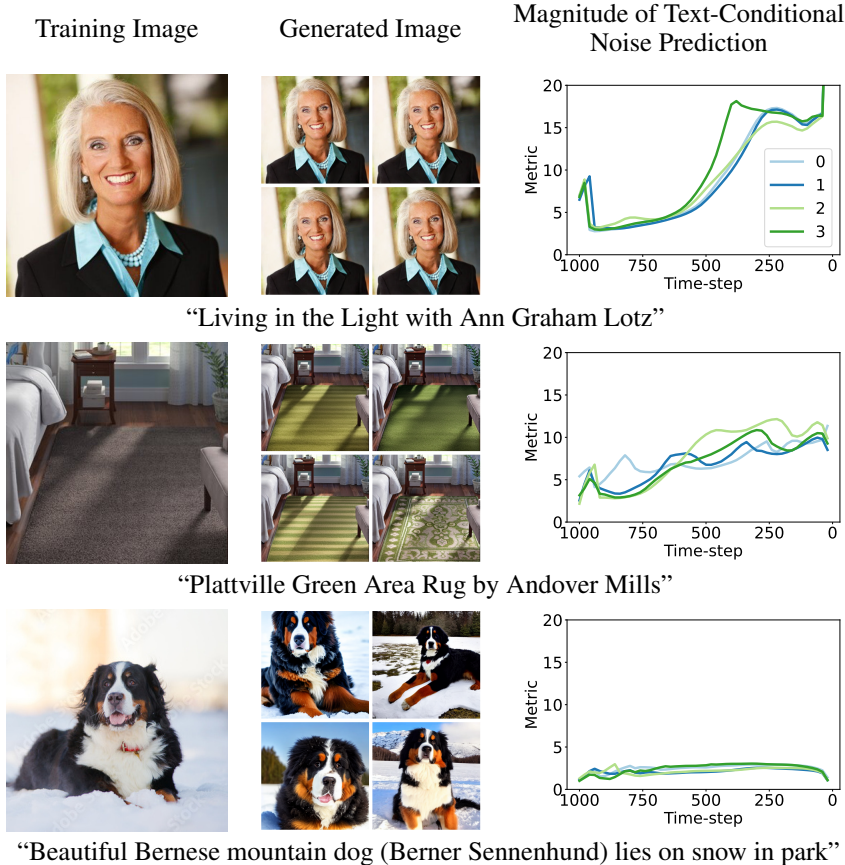 Training Image
Generated Image
Magnitude of Text-Conditional
Noise Prediction
20
15
10
5
0
Metric
0
1
2
3
1000
750
500
250
0
Time-step
“Living in the Light with Ann Graham Lotz”
20
15
10
5
0
Metric
1000
750
500
250
0
Time-step
“Plattville Green Area Rug by Andover Mills”
20
15
10
5
0
Metric
1000
750
500
250
0
Time-step
“Beautiful Bernese mountain dog (Berner Sennenhund) lies on snow in park”